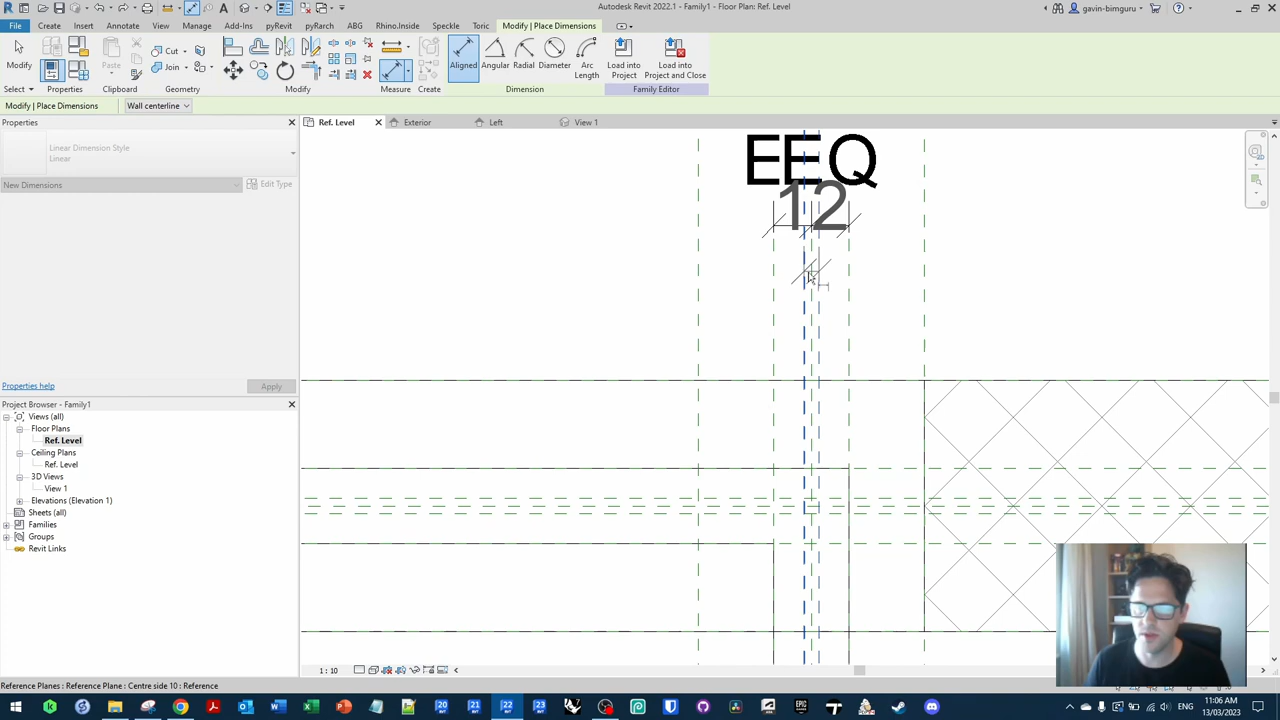 Autodesk Revit 2022.1 - Family1 - Floor Plan: Ref. Level
gavin-bimguru
File Create Insert Annotate View Manage Add-Ins pyRevit pyRarch Rhino.Inside Speckle Toric ABG Modify | Place Dimensions
Modify
Paste
Cut
Join
Aligned
Angular
Radial
Diameter
Arc
Length
Load into
Project
Load into
Project and Close
Select Properties Clipboard Geometry Modify Measure Create Dimension Family Editor
Modify | Place Dimensions Wall centerline
Properties
Linear Dimension Style
Linear
New Dimensions Edit Type
Properties help Apply
Project Browser - Family1
Views (all)
Floor Plans
Ref. Level
Ceiling Plans
Ref. Level
3D Views
View 1
Elevations (Elevation 1)
Sheets (all)
Families
Groups
Revit Links
Ref. Level Exterior Left View 1
EEQ
12
1 : 10
Reference Planes : Reference Plane : Centre side 10 : Reference
20 21 22 23
ENG
11:06 AM
13/03/2023